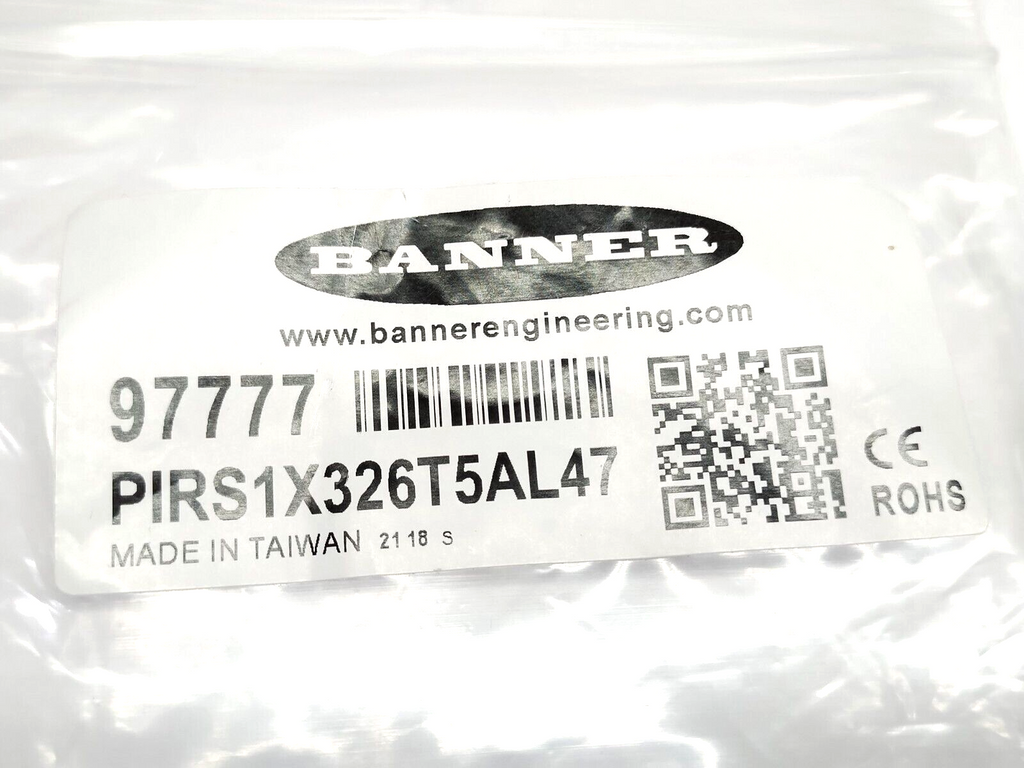 BANNER
www.bannerengineering.com
97777
PIRS1X326T5AL47
MADE IN TAIWAN 21 18 S
CE
ROHS